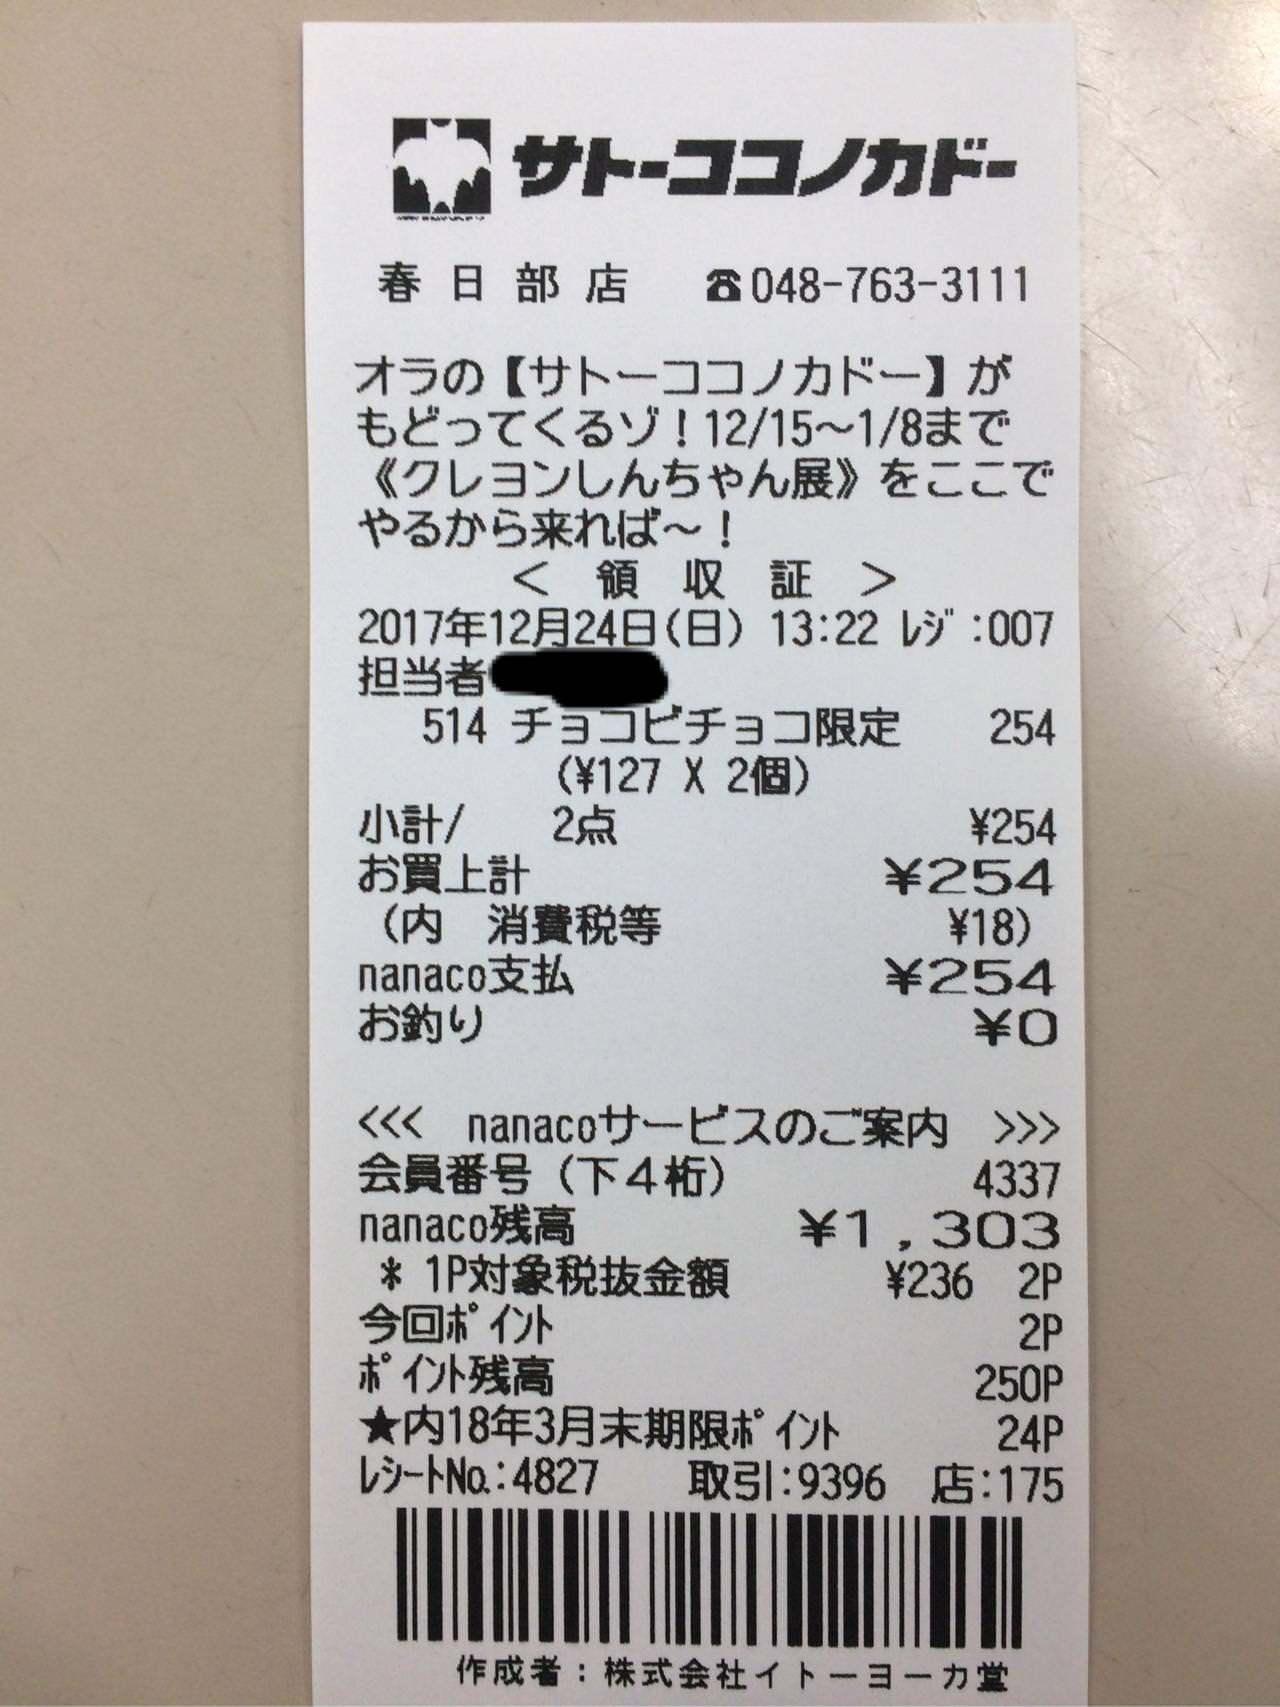 サトーココノカドー
春日部店 ☎048-763-3111
オラの【サトーココノカドー】が
もどってくるゾ！12/15〜1/8まで
《クレヨンしんちゃん展》をここで
やるから来れば〜！
＜ 領 収 証 ＞
2017年12月24日(日) 13:22 ﾚｼﾞ:007
担当者
514 チョコビチョコ限定 254
(¥127 X 2個)
小計/ 2点 ¥254
お買上計 ¥254
(内 消費税等 ¥18)
nanaco支払 ¥254
お釣り ¥0
<<< nanacoサービスのご案内 >>>
会員番号（下４桁） 4337
nanaco残高 ¥1,303
＊ 1P対象税抜金額 ¥236 2P
今回ﾎﾟｲﾝﾄ 2P
ﾎﾟｲﾝﾄ残高 250P
★内18年3月末期限ﾎﾟｲﾝﾄ 24P
ﾚｼｰﾄNo.:4827 取引:9396 店:175
作成者：株式会社イトーヨーカ堂